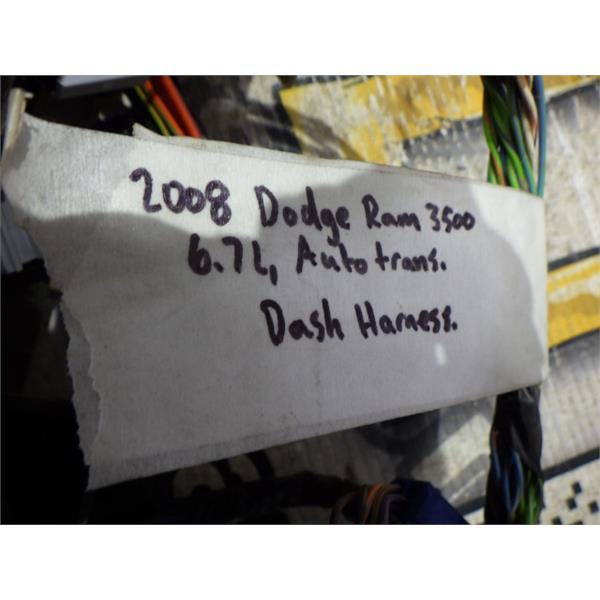 2008 Dodge Ram 3500
6.7L, Auto trans.
Dash Harness.